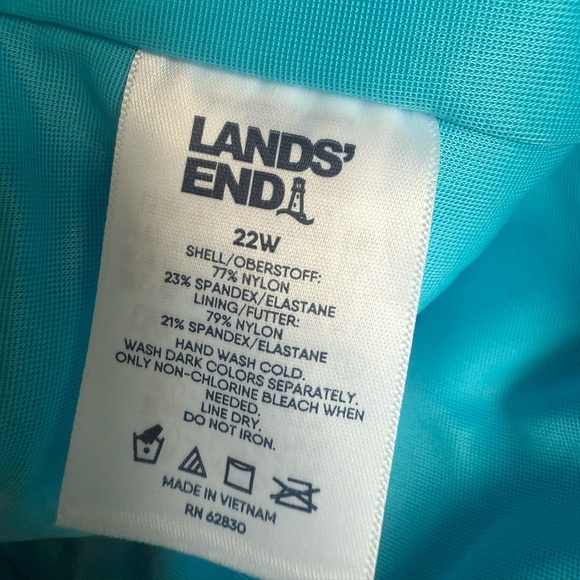 LANDS'
END
22W
SHELL/OBERSTOFF:
77% NYLON
23% SPANDEX/ELASTANE
LINING/FUTTER:
79% NYLON
21% SPANDEX/ELASTANE
HAND WASH COLD.
WASH DARK COLORS SEPARATELY.
ONLY NON-CHLORINE BLEACH WHEN
NEEDED.
LINE DRY.
DO NOT IRON.
MADE IN VIETNAM
RN 62830